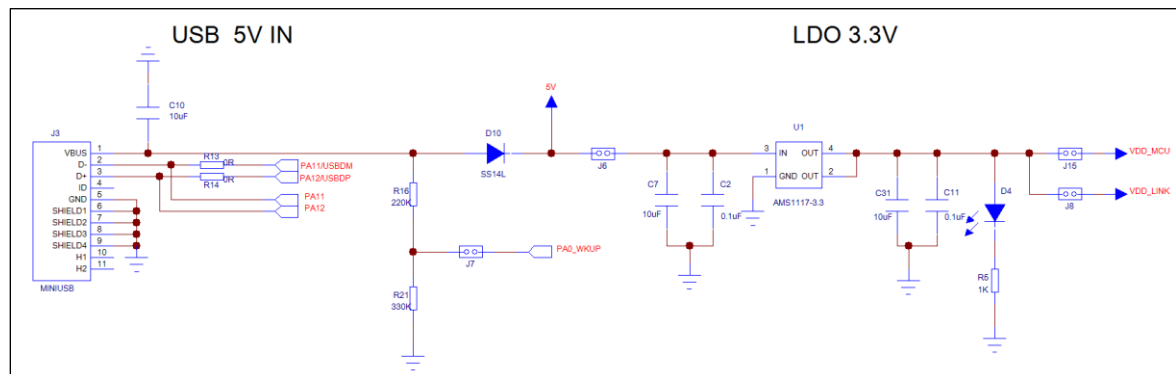 USB 5V IN
LDO 3.3V
C10
10uF
J3
VBUS 1
D- 2
D+ 3
ID 4
GND 5
SHIELD1 6
SHIELD2 7
SHIELD3 8
SHIELD4 9
H1 10
H2 11
MINIUSB
R13
0R
R14
0R
PA11/USBDM
PA12/USBDP
PA11
PA12
R16
220K
R21
330K
J7
PA0_WKUP
D10
SS14L
5V
J6
C7
10uF
C2
0.1uF
U1
3 IN OUT 4
1 GND OUT 2
AMS1117-3.3
C31
10uF
C11
0.1uF
D4
R5
1K
J15
VDD_MCU
J8
VDD_LINK